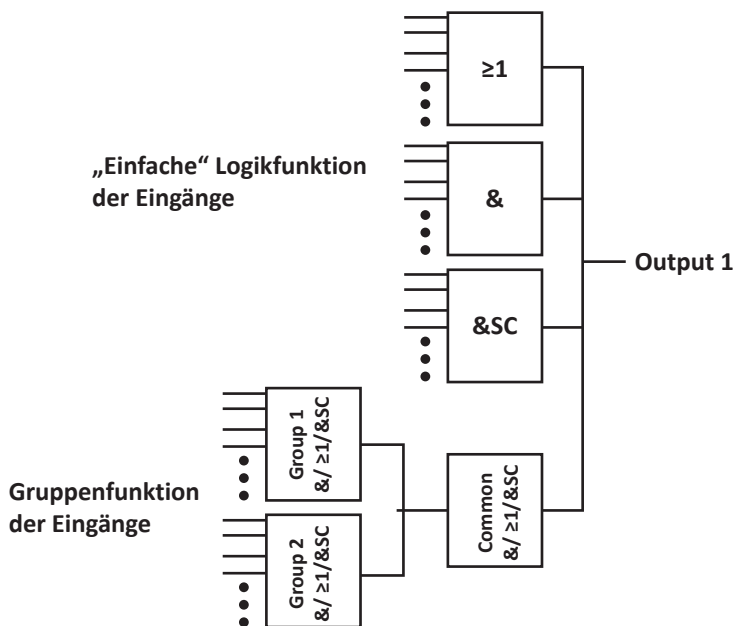 ≥1
„Einfache“ Logikfunktion
der Eingänge
&
Output 1
&SC
Group 1
&/ ≥1/&SC
Gruppenfunktion
der Eingänge
Common
&/ ≥1/&SC
Group 2
&/ ≥1/&SC